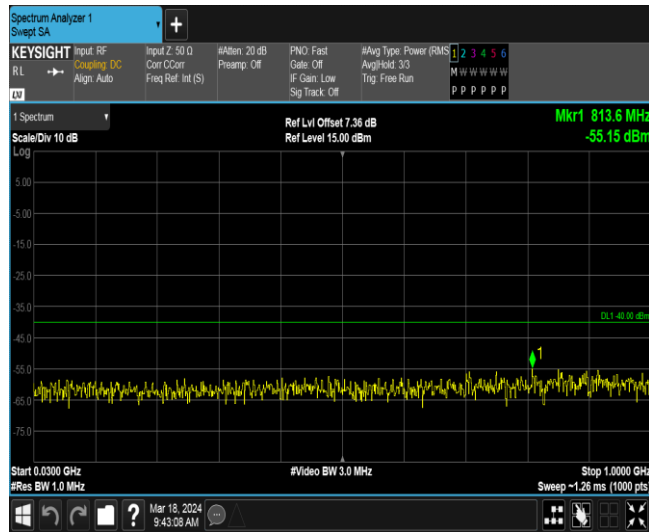 Spectrum Analyzer 1
Swept SA
KEYSIGHT
RL
LXI
Input: RF
Coupling: DC
Align: Auto
Input Z: 50 Ω
Corr CCorr
Freq Ref: Int (S)
#Atten: 20 dB
Preamp: Off
PNO: Fast
Gate: Off
IF Gain: Low
Sig Track: Off
#Avg Type: Power (RMS
Avg|Hold: 3/3
Trig: Free Run
1 2 3 4 5 6
M W W W W W
P P P P P P
1 Spectrum
Scale/Div 10 dB
Log
Ref Lvl Offset 7.36 dB
Ref Level 15.00 dBm
Mkr1 813.6 MHz
-55.15 dBm
5.00
-5.00
-15.0
-25.0
-35.0
DL1 -40.00 dBm
-45.0
1
-55.0
-65.0
-75.0
Start 0.0300 GHz
#Res BW 1.0 MHz
#Video BW 3.0 MHz
Stop 1.0000 GHz
Sweep ~1.26 ms (1000 pts)
?
Mar 18, 2024
9:43:08 AM